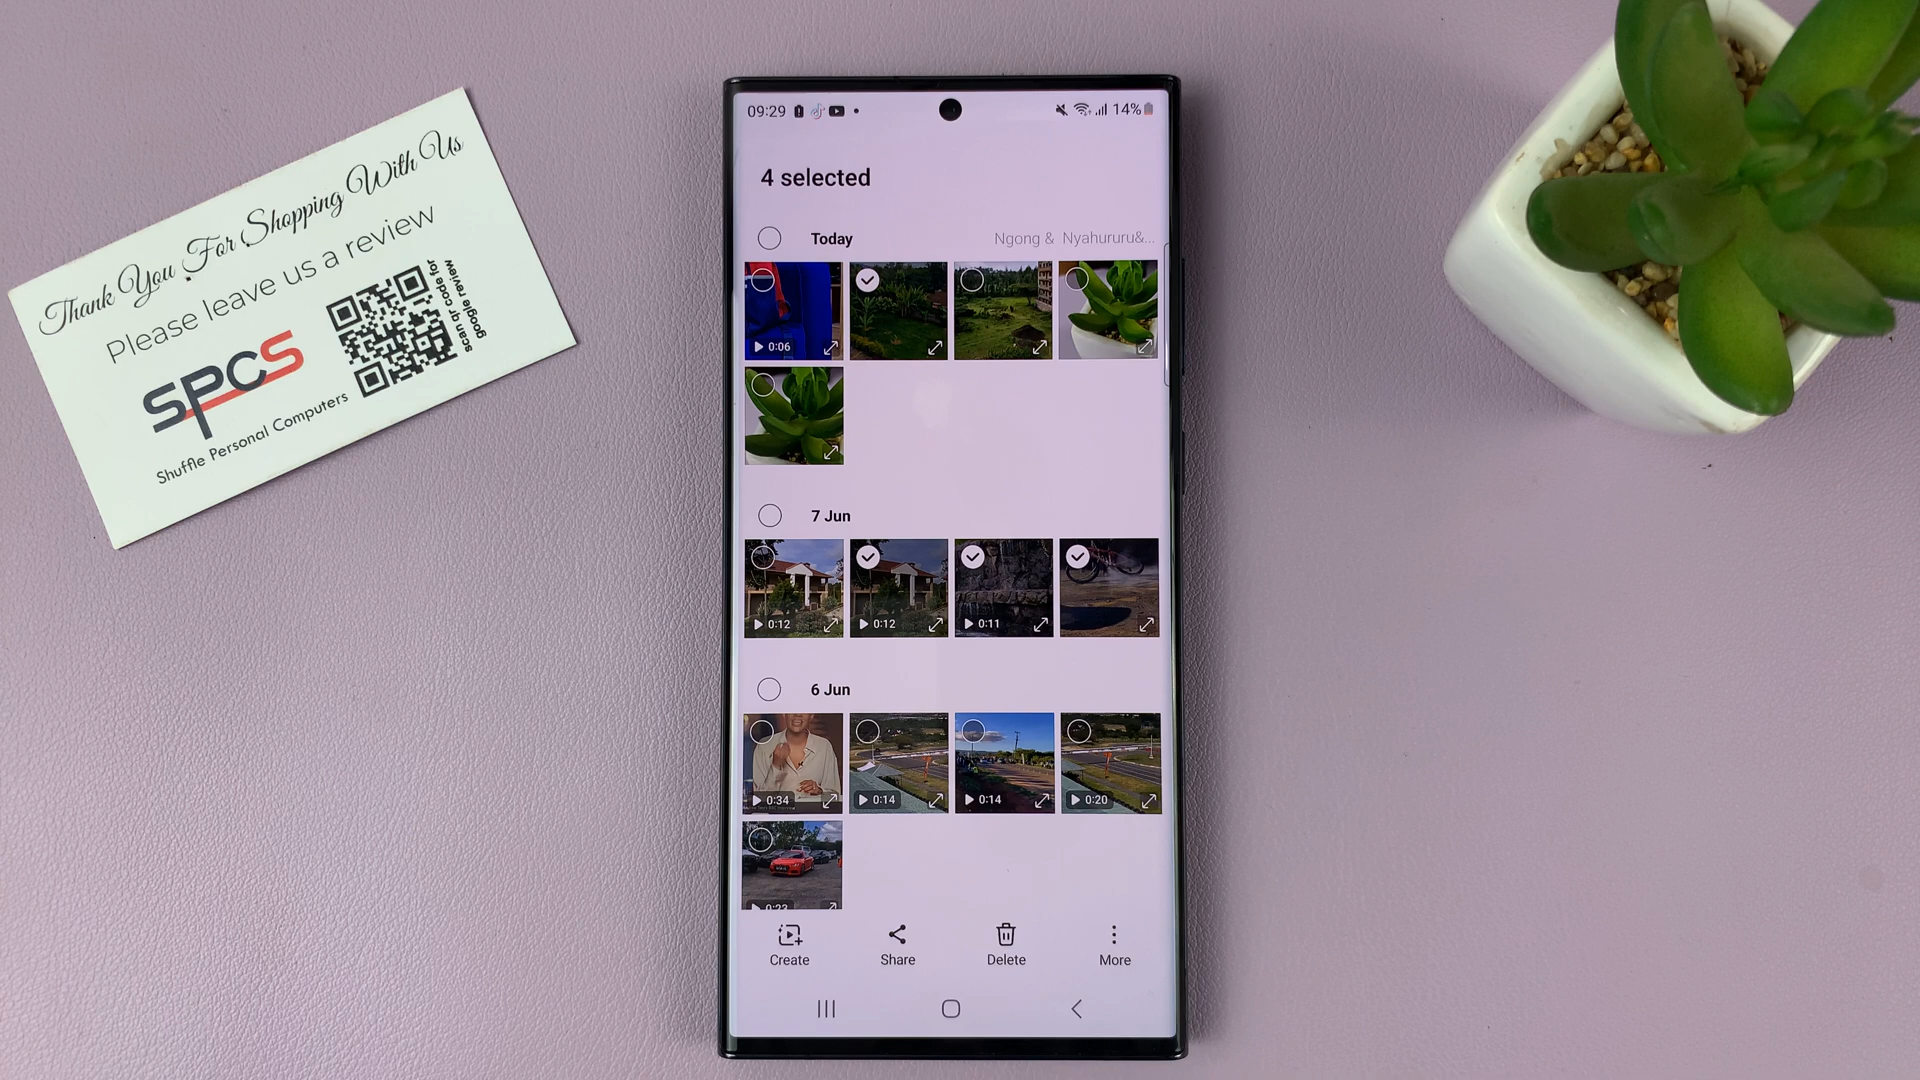 Thank You For Shopping With Us
Please leave us a review
SPCS
Shuffle Personal Computers
scan qr code for
google review
09:29
14%
4 selected
Today
Ngong & Nyahururu&...
0:06
7 Jun
0:12
0:12
0:11
6 Jun
0:34
0:14
0:14
0:20
0:23
Create
Share
Delete
More